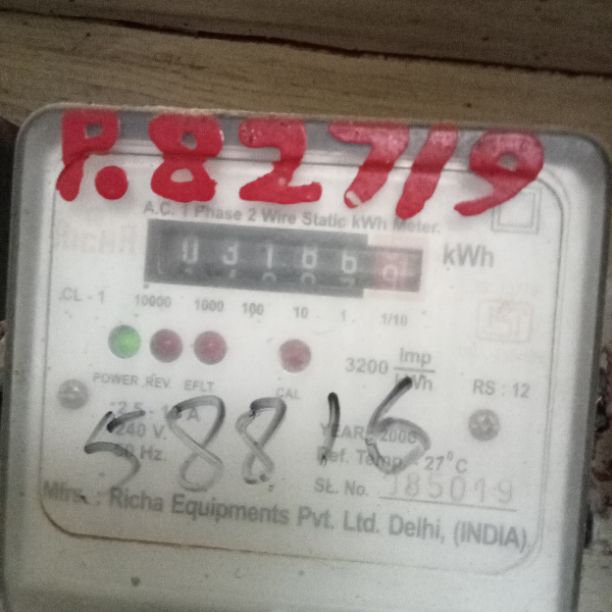 P.82719
A.C. 1 Phase 2 Wire Static kWh Meter.
kWh
CL - 1 10000 1000 100 10 1 1/10
3200 Imp
kWh
POWER REV. EFLT CAL RS : 12
240 V. YEAR 2006
Hz. Ref. Temp. 27°C
58816
SL. No. 185019
Mfrs. : Richa Equipments Pvt. Ltd. Delhi, (INDIA)